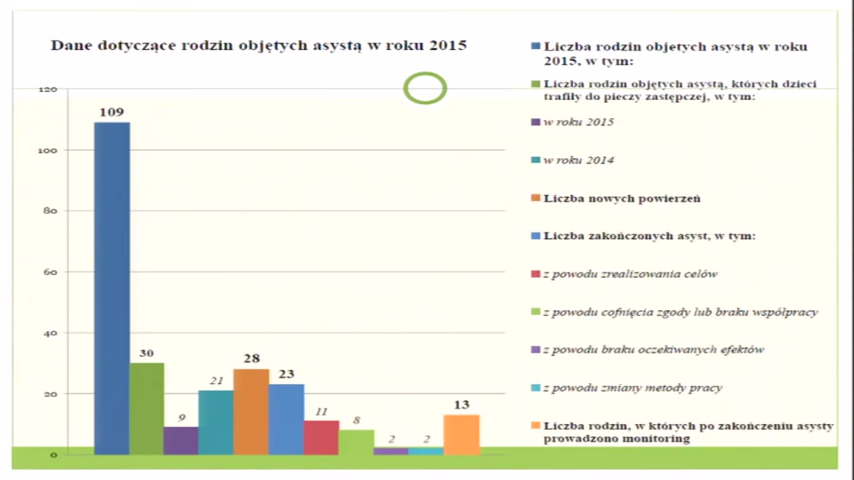 Dane dotyczące rodzin objętych asystą w roku 2015
120
100
80
60
40
20
0
109
30
9
21
28
23
11
8
2
2
13
Liczba rodzin objetych asystą w roku
2015, w tym:
Liczba rodzin objętych asystą, których dzieci
trafiły do pieczy zastępczej, w tym:
w roku 2015
w roku 2014
Liczba nowych powierzeń
Liczba zakończonych asyst, w tym:
z powodu zrealizowania celów
z powodu cofnięcia zgody lub braku współpracy
z powodu braku oczekiwanych efektów
z powodu zmiany metody pracy
Liczba rodzin, w których po zakończeniu asysty
prowadzono monitoring